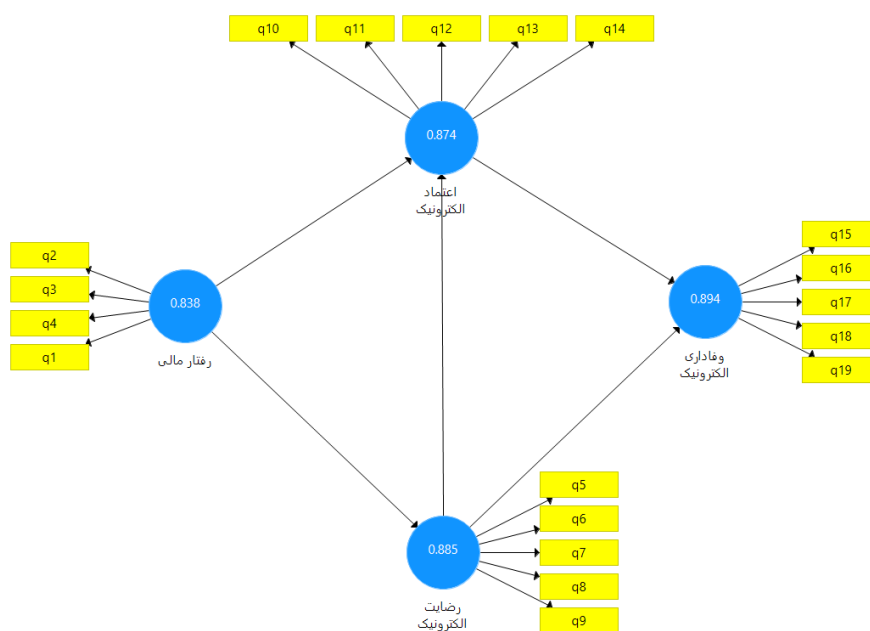 q10
q11
q12
q13
q14
0.874
اعتماد
الکترونیک
q2
q3
q4
q1
0.838
رفتار مالی
q15
q16
q17
q18
q19
0.894
وفاداری
الکترونیک
q5
q6
q7
q8
q9
0.885
رضایت
الکترونیک